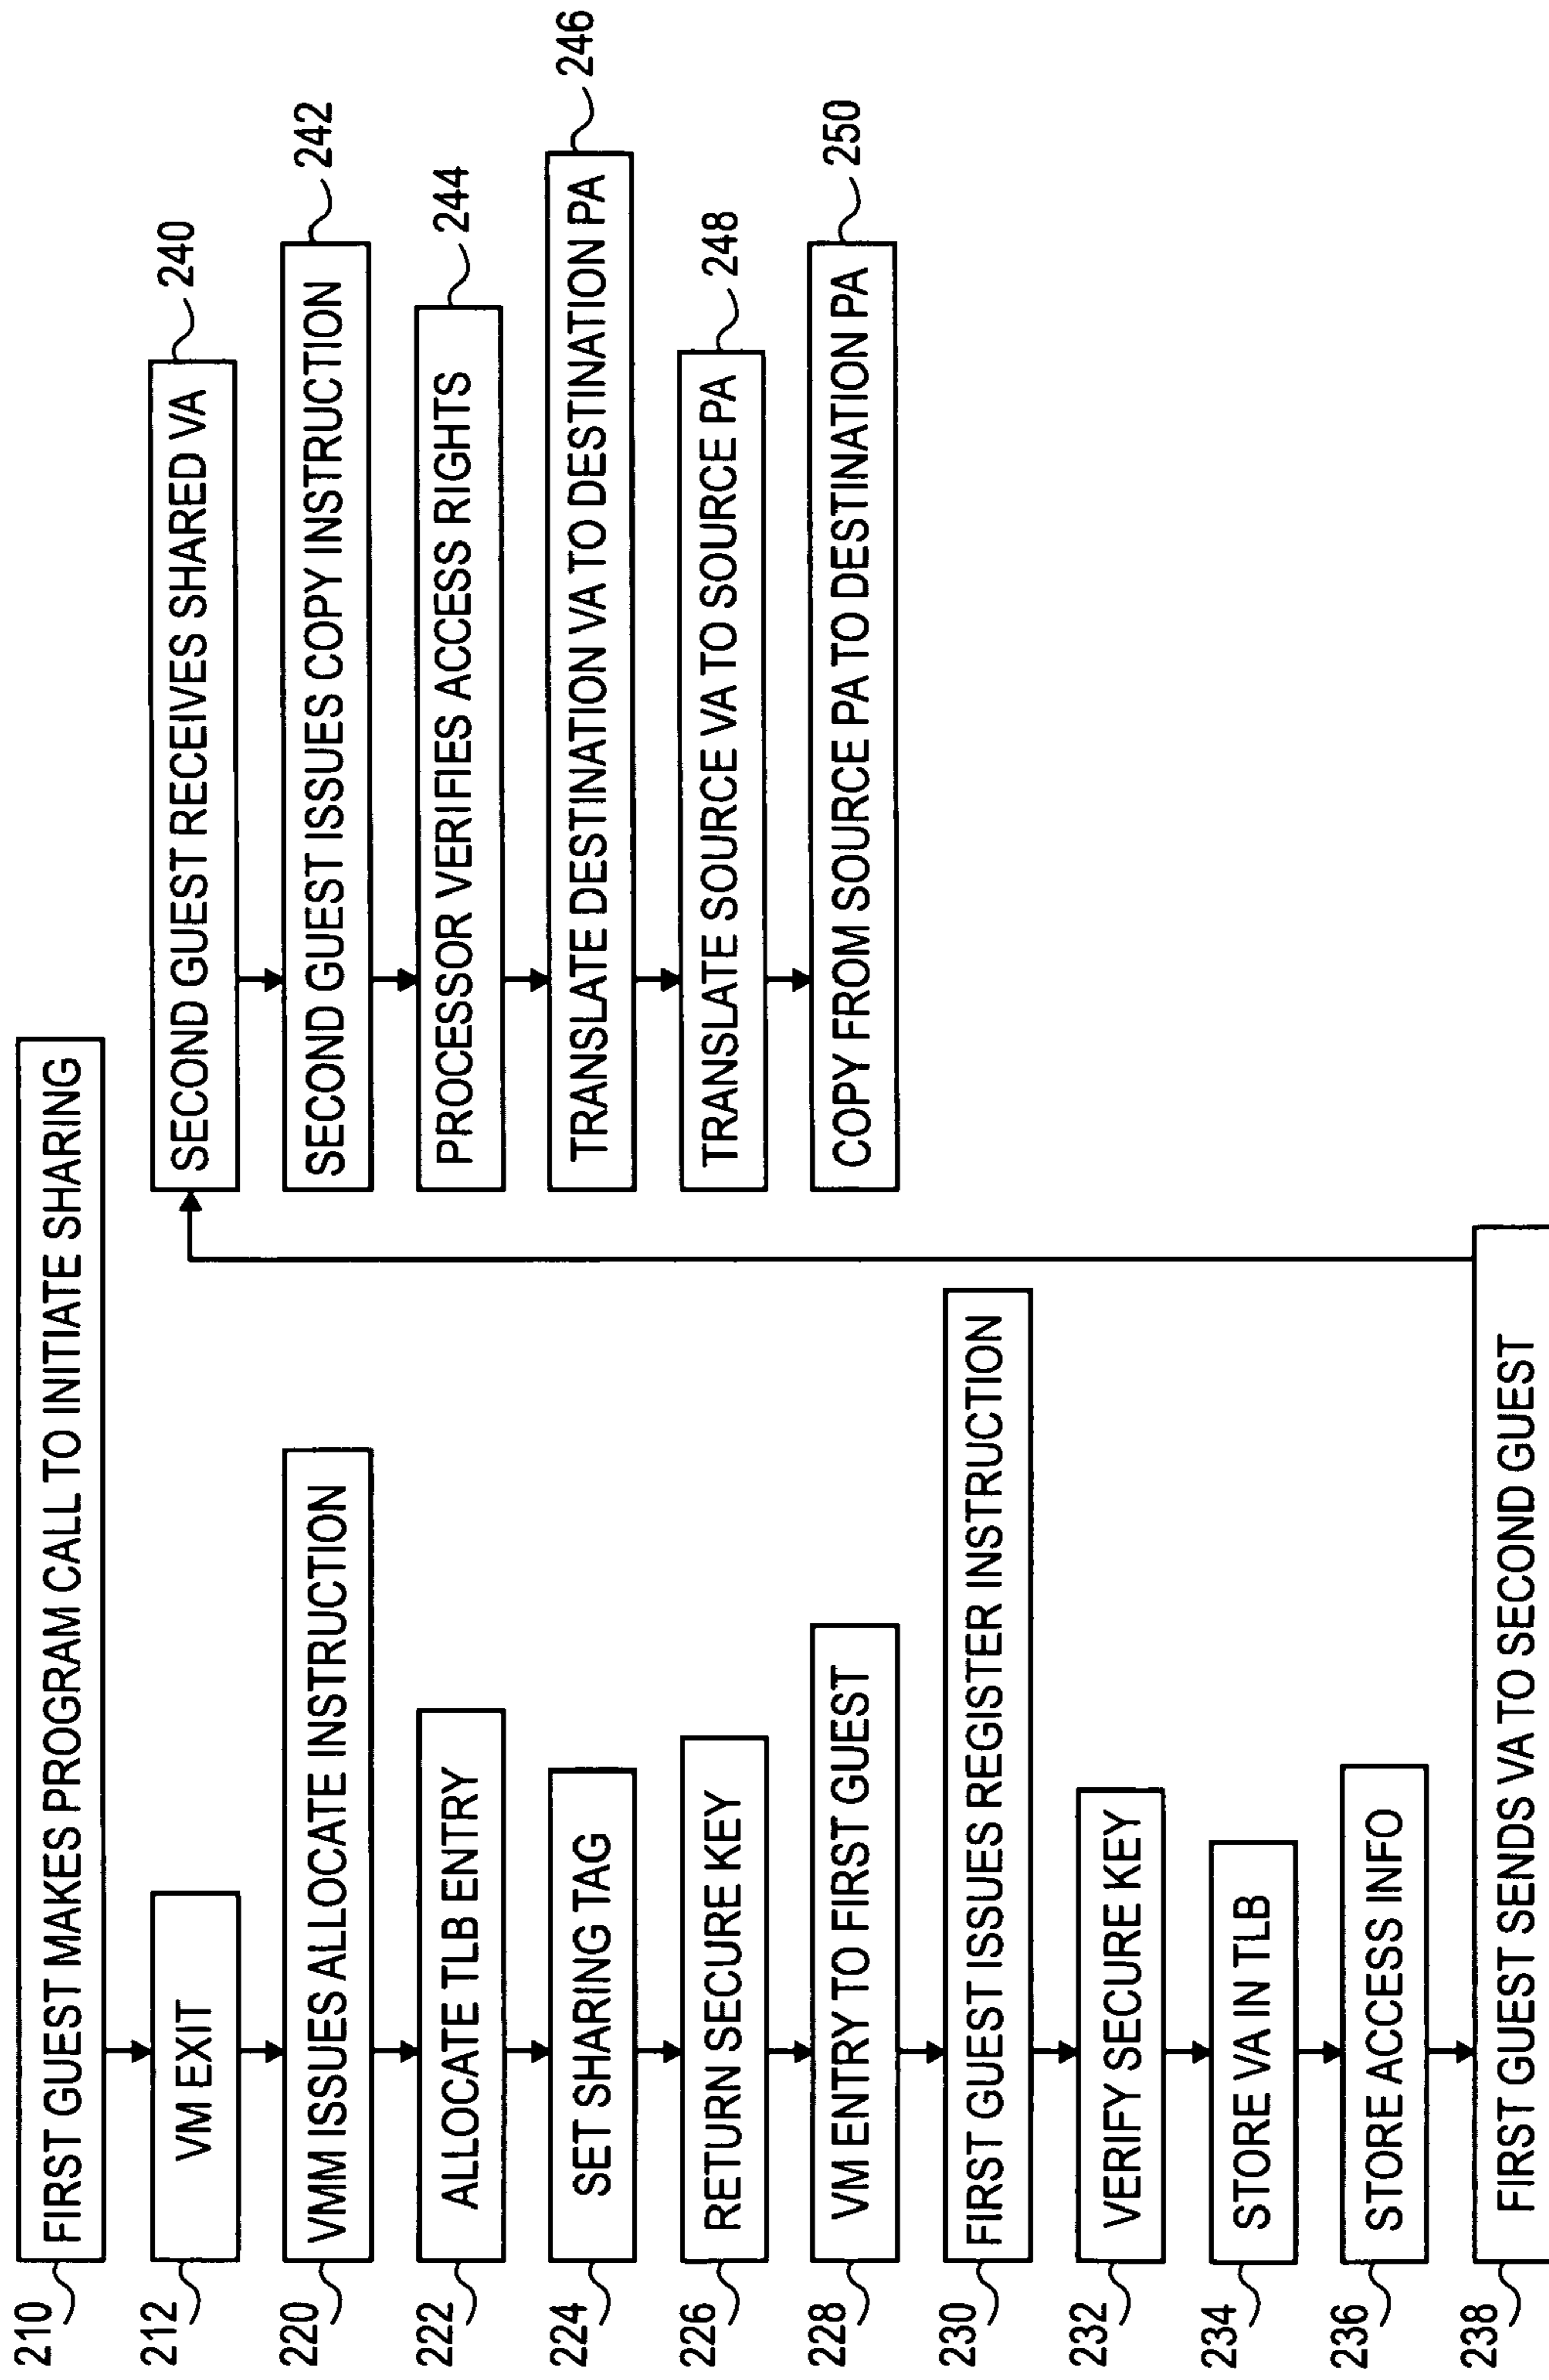 210
FIRST GUEST MAKES PROGRAM CALL TO INITIATE SHARING
212
VM EXIT
220
VMM ISSUES ALLOCATE INSTRUCTION
222
ALLOCATE TLB ENTRY
224
SET SHARING TAG
226
RETURN SECURE KEY
228
VM ENTRY TO FIRST GUEST
230
FIRST GUEST ISSUES REGISTER INSTRUCTION
232
VERIFY SECURE KEY
234
STORE VA IN TLB
236
STORE ACCESS INFO
238
FIRST GUEST SENDS VA TO SECOND GUEST
SECOND GUEST RECEIVES SHARED VA
240
SECOND GUEST ISSUES COPY INSTRUCTION
242
PROCESSOR VERIFIES ACCESS RIGHTS
244
TRANSLATE DESTINATION VA TO DESTINATION PA
246
TRANSLATE SOURCE VA TO SOURCE PA
248
COPY FROM SOURCE PA TO DESTINATION PA
250